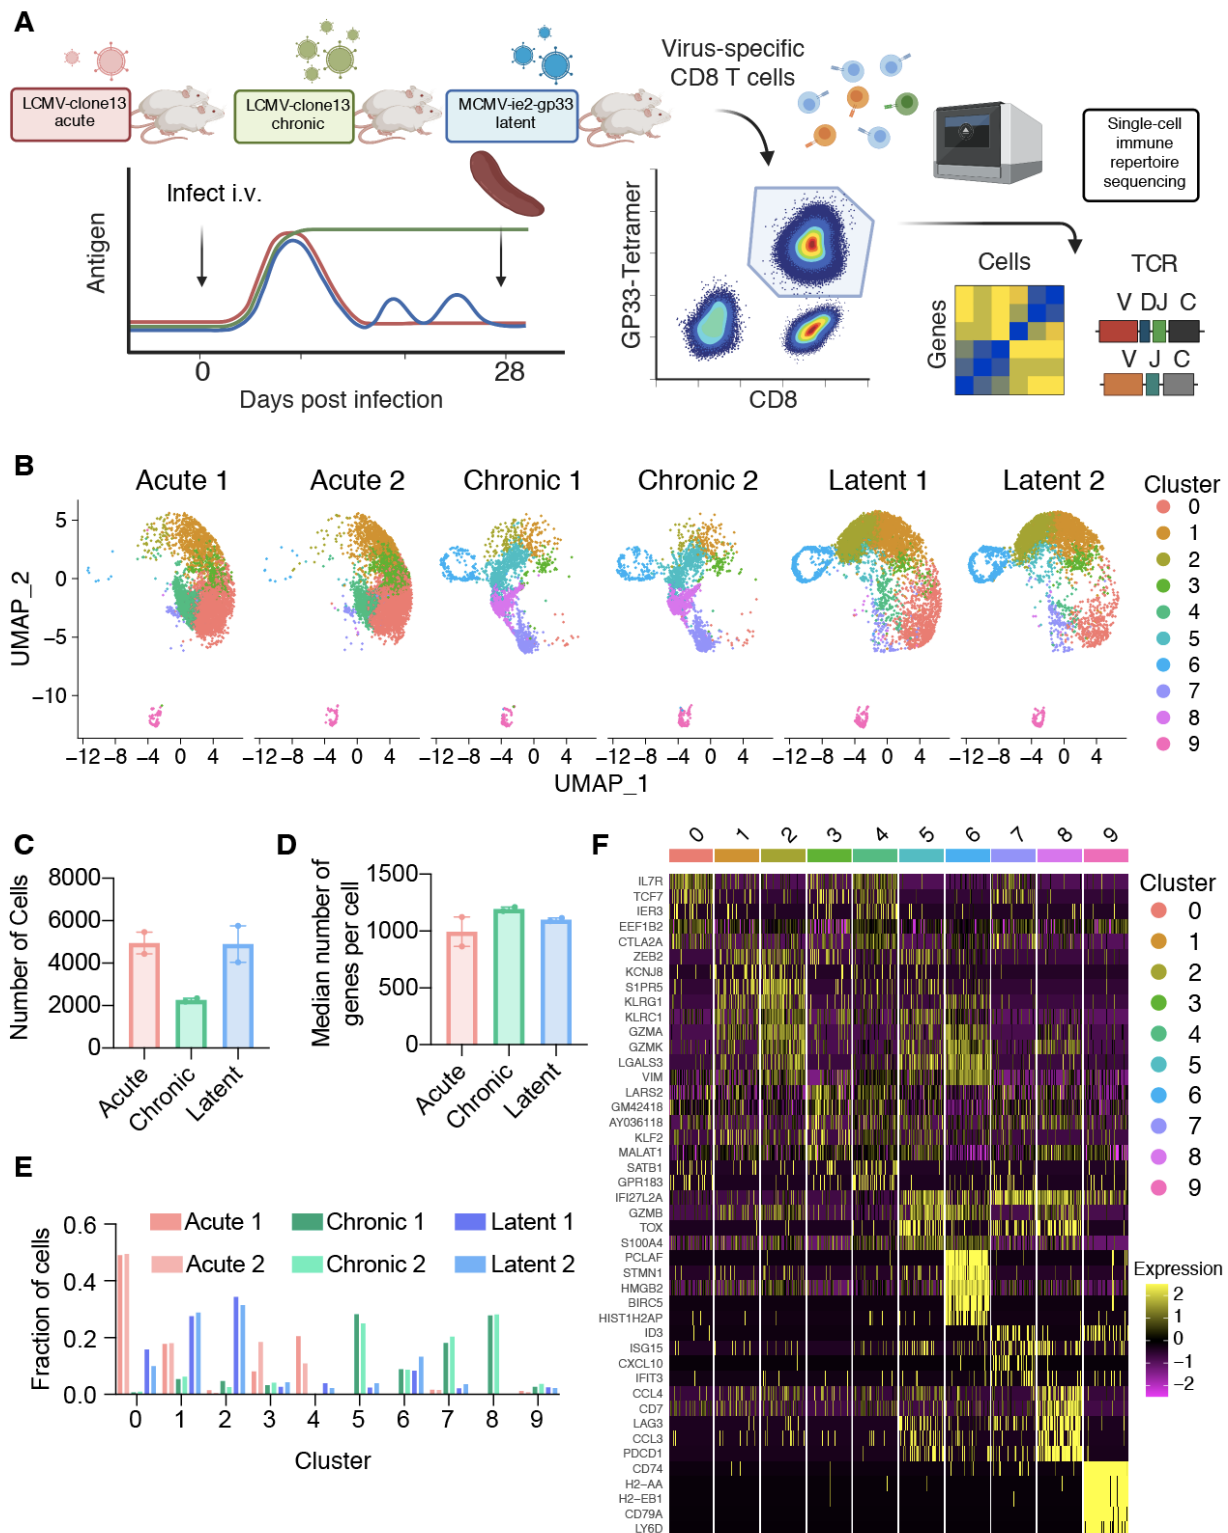 A
LCMV-clone13
acute
LCMV-clone13
chronic
MCMV-ie2-gp33
latent
Virus-specific
CD8 T cells
Single-cell
immune
repertoire
sequencing
Infect i.v.
Antigen
0
28
Days post infection
GP33-Tetramer
CD8
Cells
Genes
TCR
V DJ C
V J C
B
Acute 1
Acute 2
Chronic 1
Chronic 2
Latent 1
Latent 2
UMAP_2
5
0
−5
−10
−12 −8 −4 0 4
−12 −8 −4 0 4
−12 −8 −4 0 4
−12 −8 −4 0 4
−12 −8 −4 0 4
−12 −8 −4 0 4
UMAP_1
Cluster
0
1
2
3
4
5
6
7
8
9
C
Number of Cells
8000
6000
4000
2000
0
Acute
Chronic
Latent
D
Median number of
genes per cell
1500
1000
500
0
Acute
Chronic
Latent
E
Fraction of cells
0.6
0.4
0.2
0.0
Acute 1
Chronic 1
Latent 1
Acute 2
Chronic 2
Latent 2
0 1 2 3 4 5 6 7 8 9
Cluster
F
0 1 2 3 4 5 6 7 8 9
IL7R
TCF7
IER3
EEF1B2
CTLA2A
ZEB2
KCNJ8
S1PR5
KLRG1
KLRC1
GZMA
GZMK
LGALS3
VIM
LARS2
GM42418
AY036118
KLF2
MALAT1
SATB1
GPR183
IFI27L2A
GZMB
TOX
S100A4
PCLAF
STMN1
HMGB2
BIRC5
HIST1H2AP
ID3
ISG15
CXCL10
IFIT3
CCL4
CD7
LAG3
CCL3
PDCD1
CD74
H2−AA
H2−EB1
CD79A
LY6D
Cluster
0
1
2
3
4
5
6
7
8
9
Expression
2
1
0
−1
−2